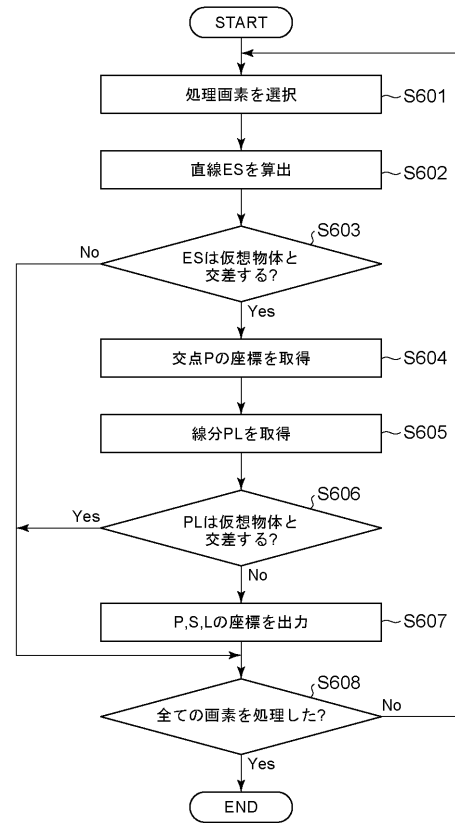 START
処理画素を選択
S601
直線ESを算出
S602
S603
No
ESは仮想物体と
交差する?
Yes
交点Pの座標を取得
S604
線分PLを取得
S605
S606
Yes
PLは仮想物体と
交差する?
No
P,S,Lの座標を出力
S607
S608
全ての画素を処理した?
No
Yes
END